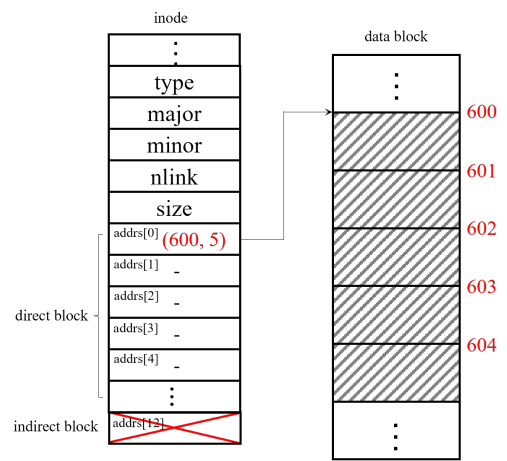 inode
⋮
type
major
minor
nlink
size
addrs[0] (600, 5)
addrs[1] -
addrs[2] -
addrs[3] -
addrs[4] -
⋮
addrs[12]
direct block
indirect block
data block
⋮
600
601
602
603
604
⋮